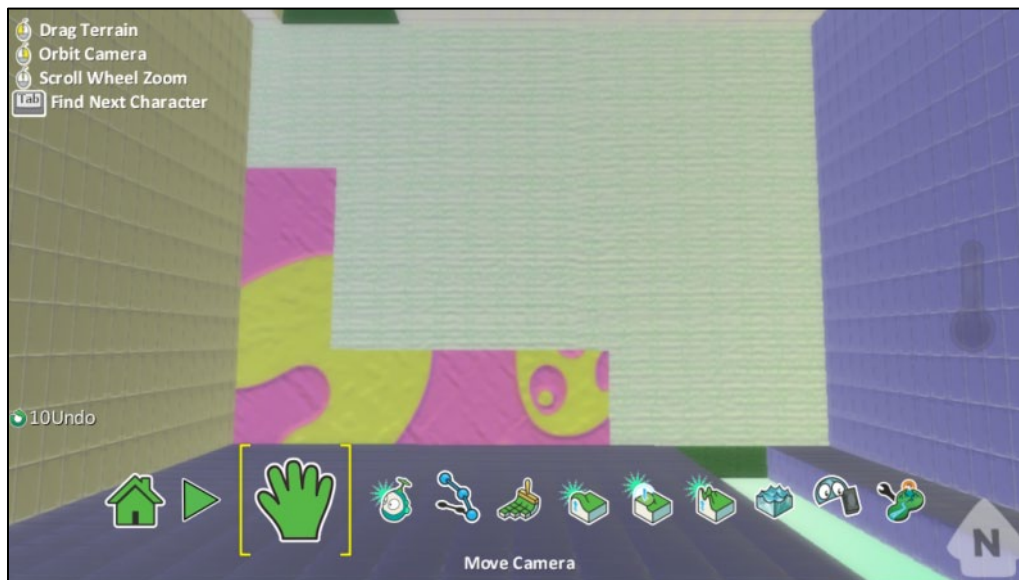 Drag Terrain
Orbit Camera
Scroll Wheel Zoom
Tab Find Next Character
10Undo
Move Camera
N